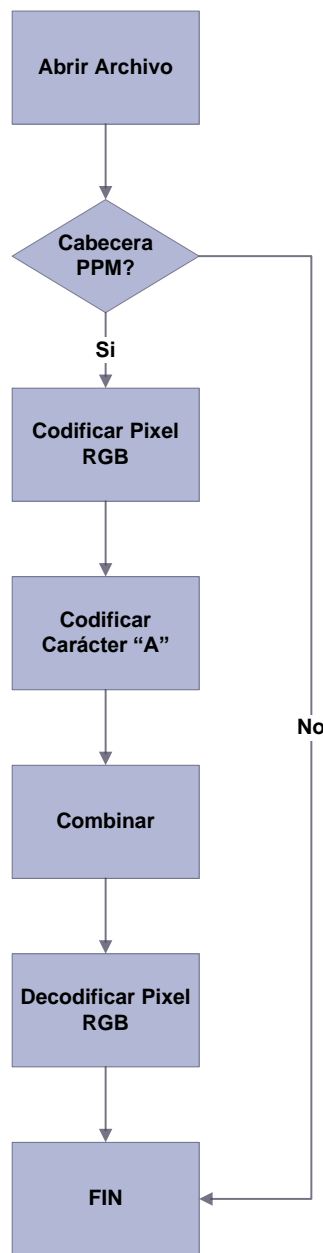 Abrir Archivo
Cabecera
PPM?
Si
Codificar Pixel
RGB
Codificar
Carácter “A”
No
Combinar
Decodificar Pixel
RGB
FIN